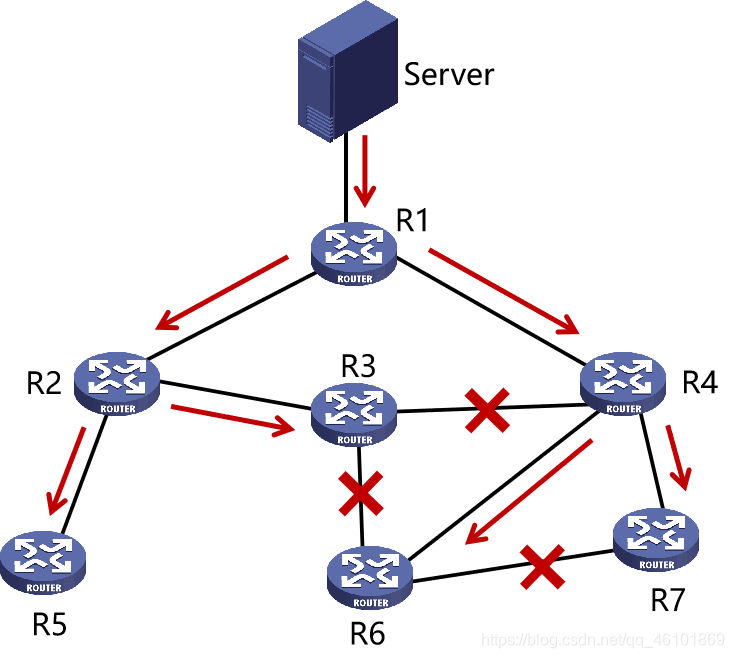 Server
R1
ROUTER
R2
ROUTER
R3
ROUTER
R4
ROUTER
R5
ROUTER
R6
ROUTER
R7
ROUTER
https://blog.csdn.net/qq_46101869